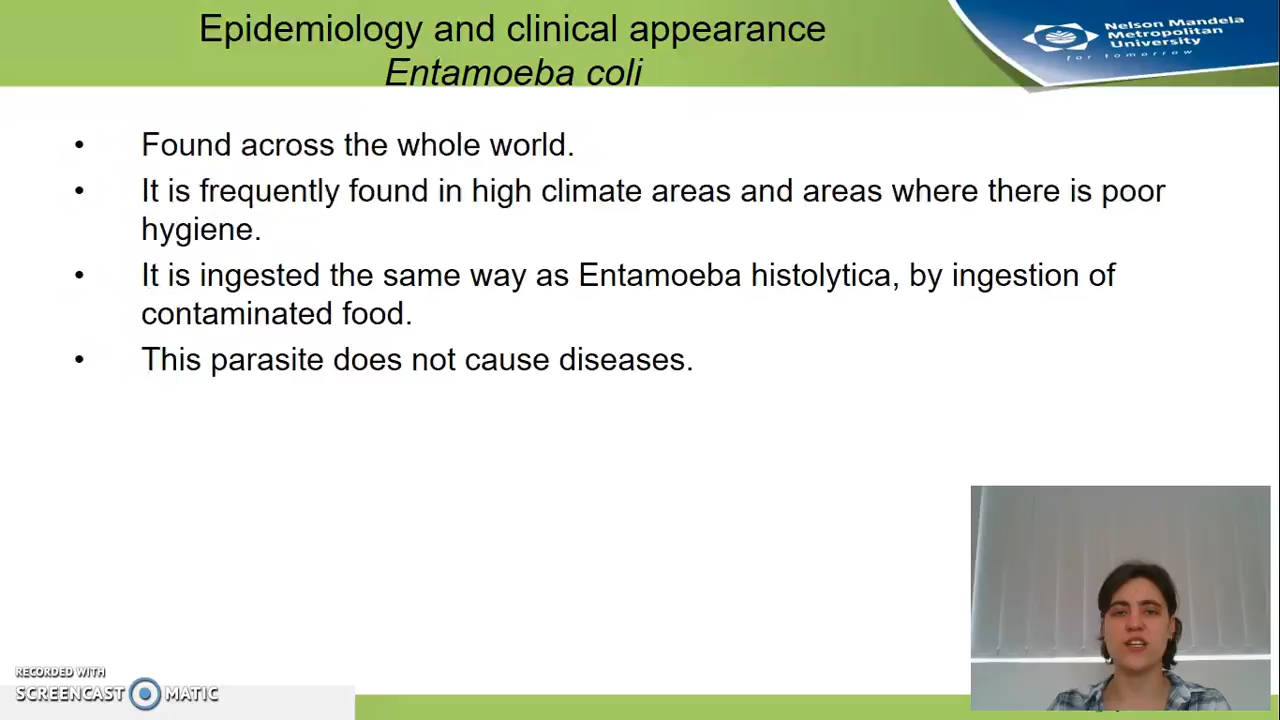 Epidemiology and clinical appearance
Entamoeba coli
Nelson Mandela
Metropolitan
University
for tomorrow
• Found across the whole world.
• It is frequently found in high climate areas and areas where there is poor
hygiene.
• It is ingested the same way as Entamoeba histolytica, by ingestion of
contaminated food.
• This parasite does not cause diseases.
RECORDED WITH
SCREENCAST MATIC